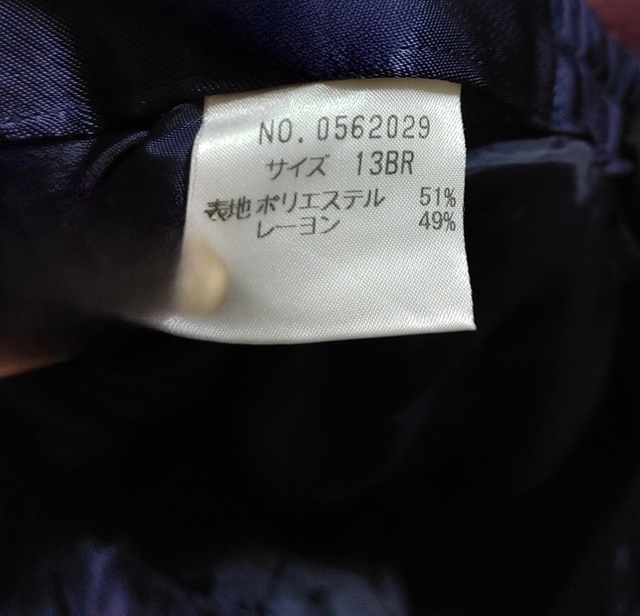 NO. 0562029
サイズ 13BR
表地 ポリエステル 51%
レーヨン 49%